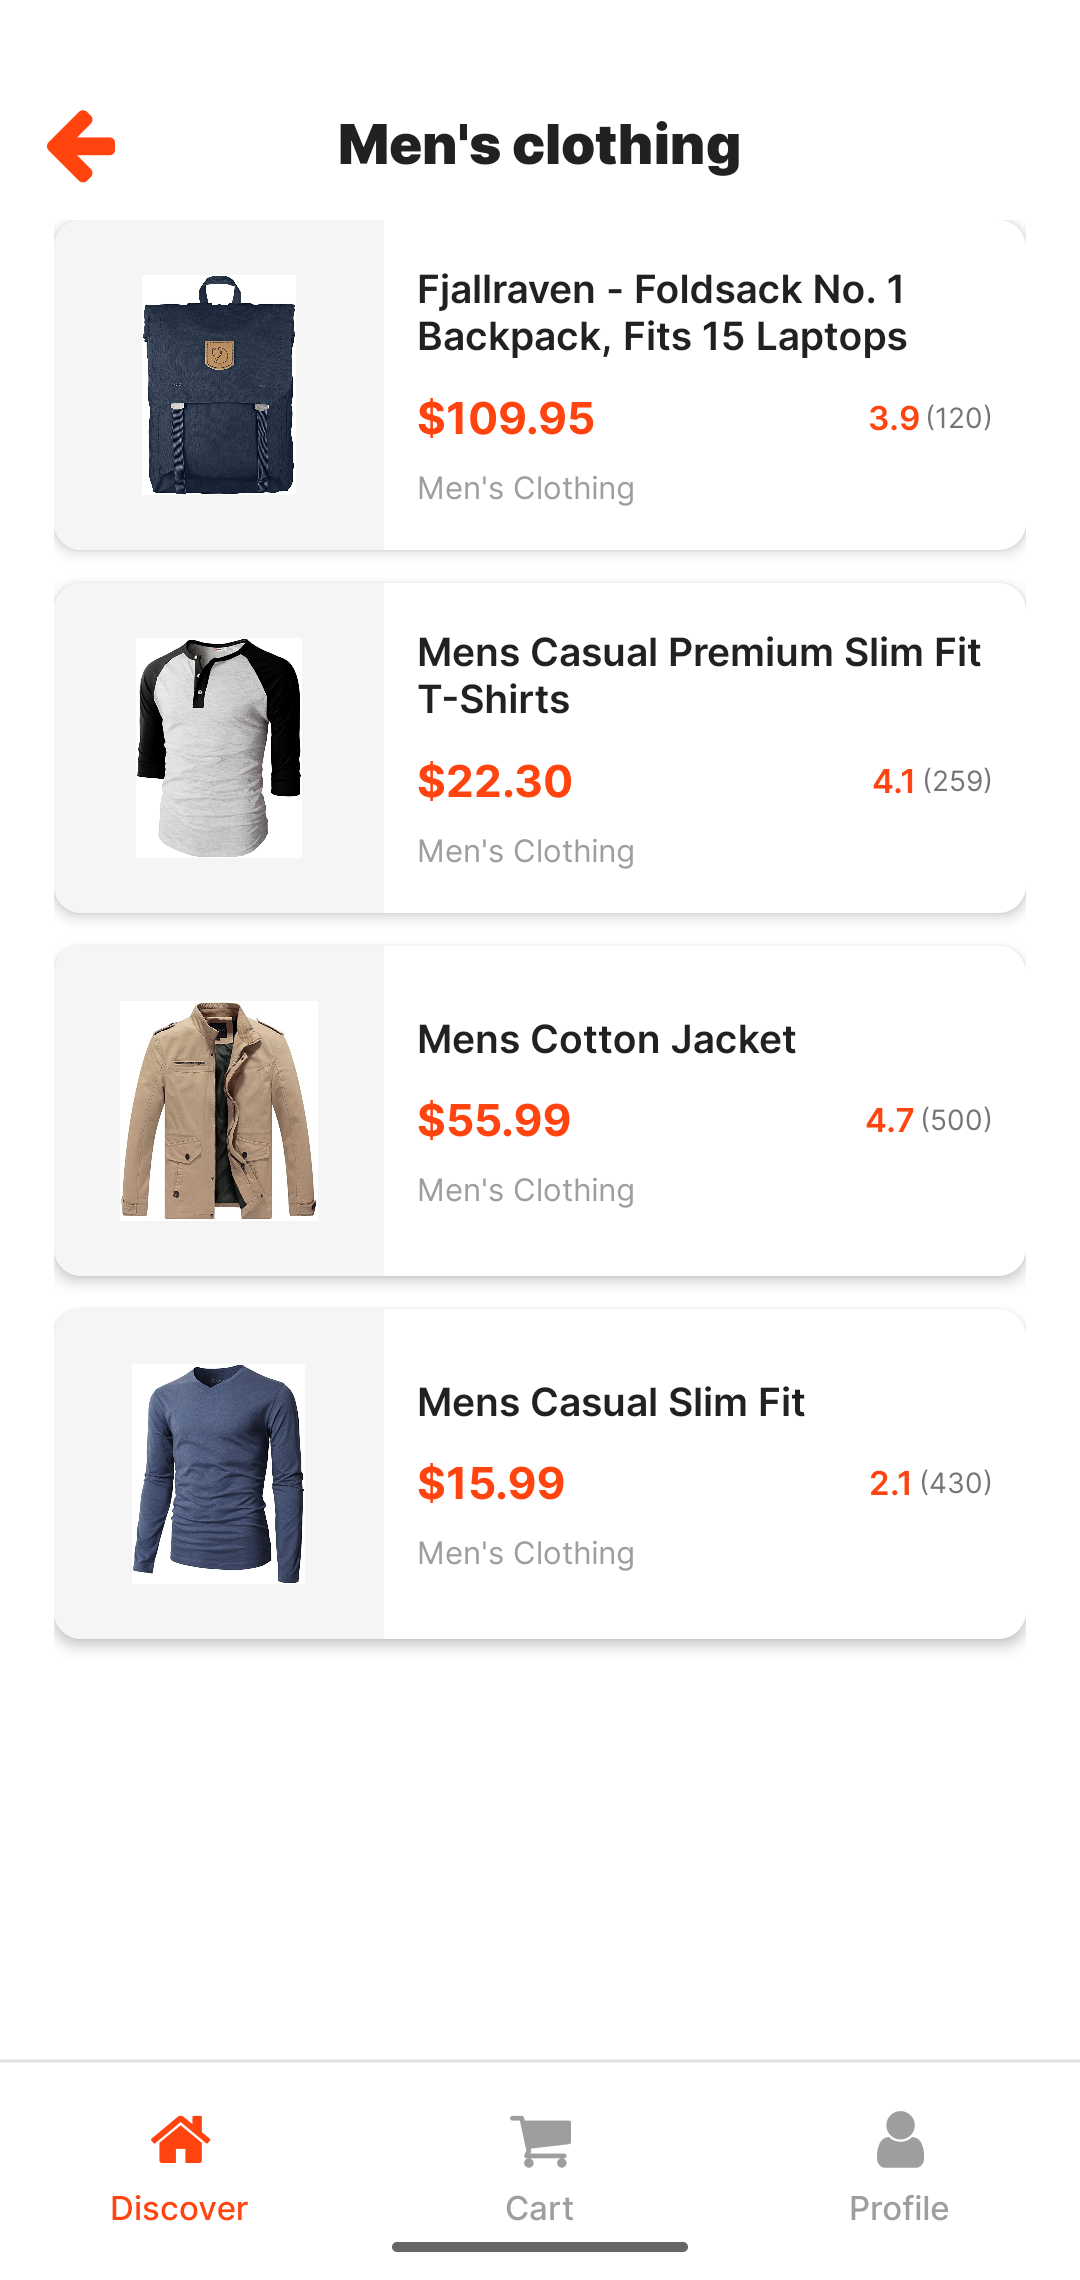 Men's clothing
Fjallraven - Foldsack No. 1
Backpack, Fits 15 Laptops
$109.95
3.9 (120)
Men's Clothing
Mens Casual Premium Slim Fit
T-Shirts
$22.30
4.1 (259)
Men's Clothing
Mens Cotton Jacket
$55.99
4.7 (500)
Men's Clothing
Mens Casual Slim Fit
$15.99
2.1 (430)
Men's Clothing
Discover
Cart
Profile